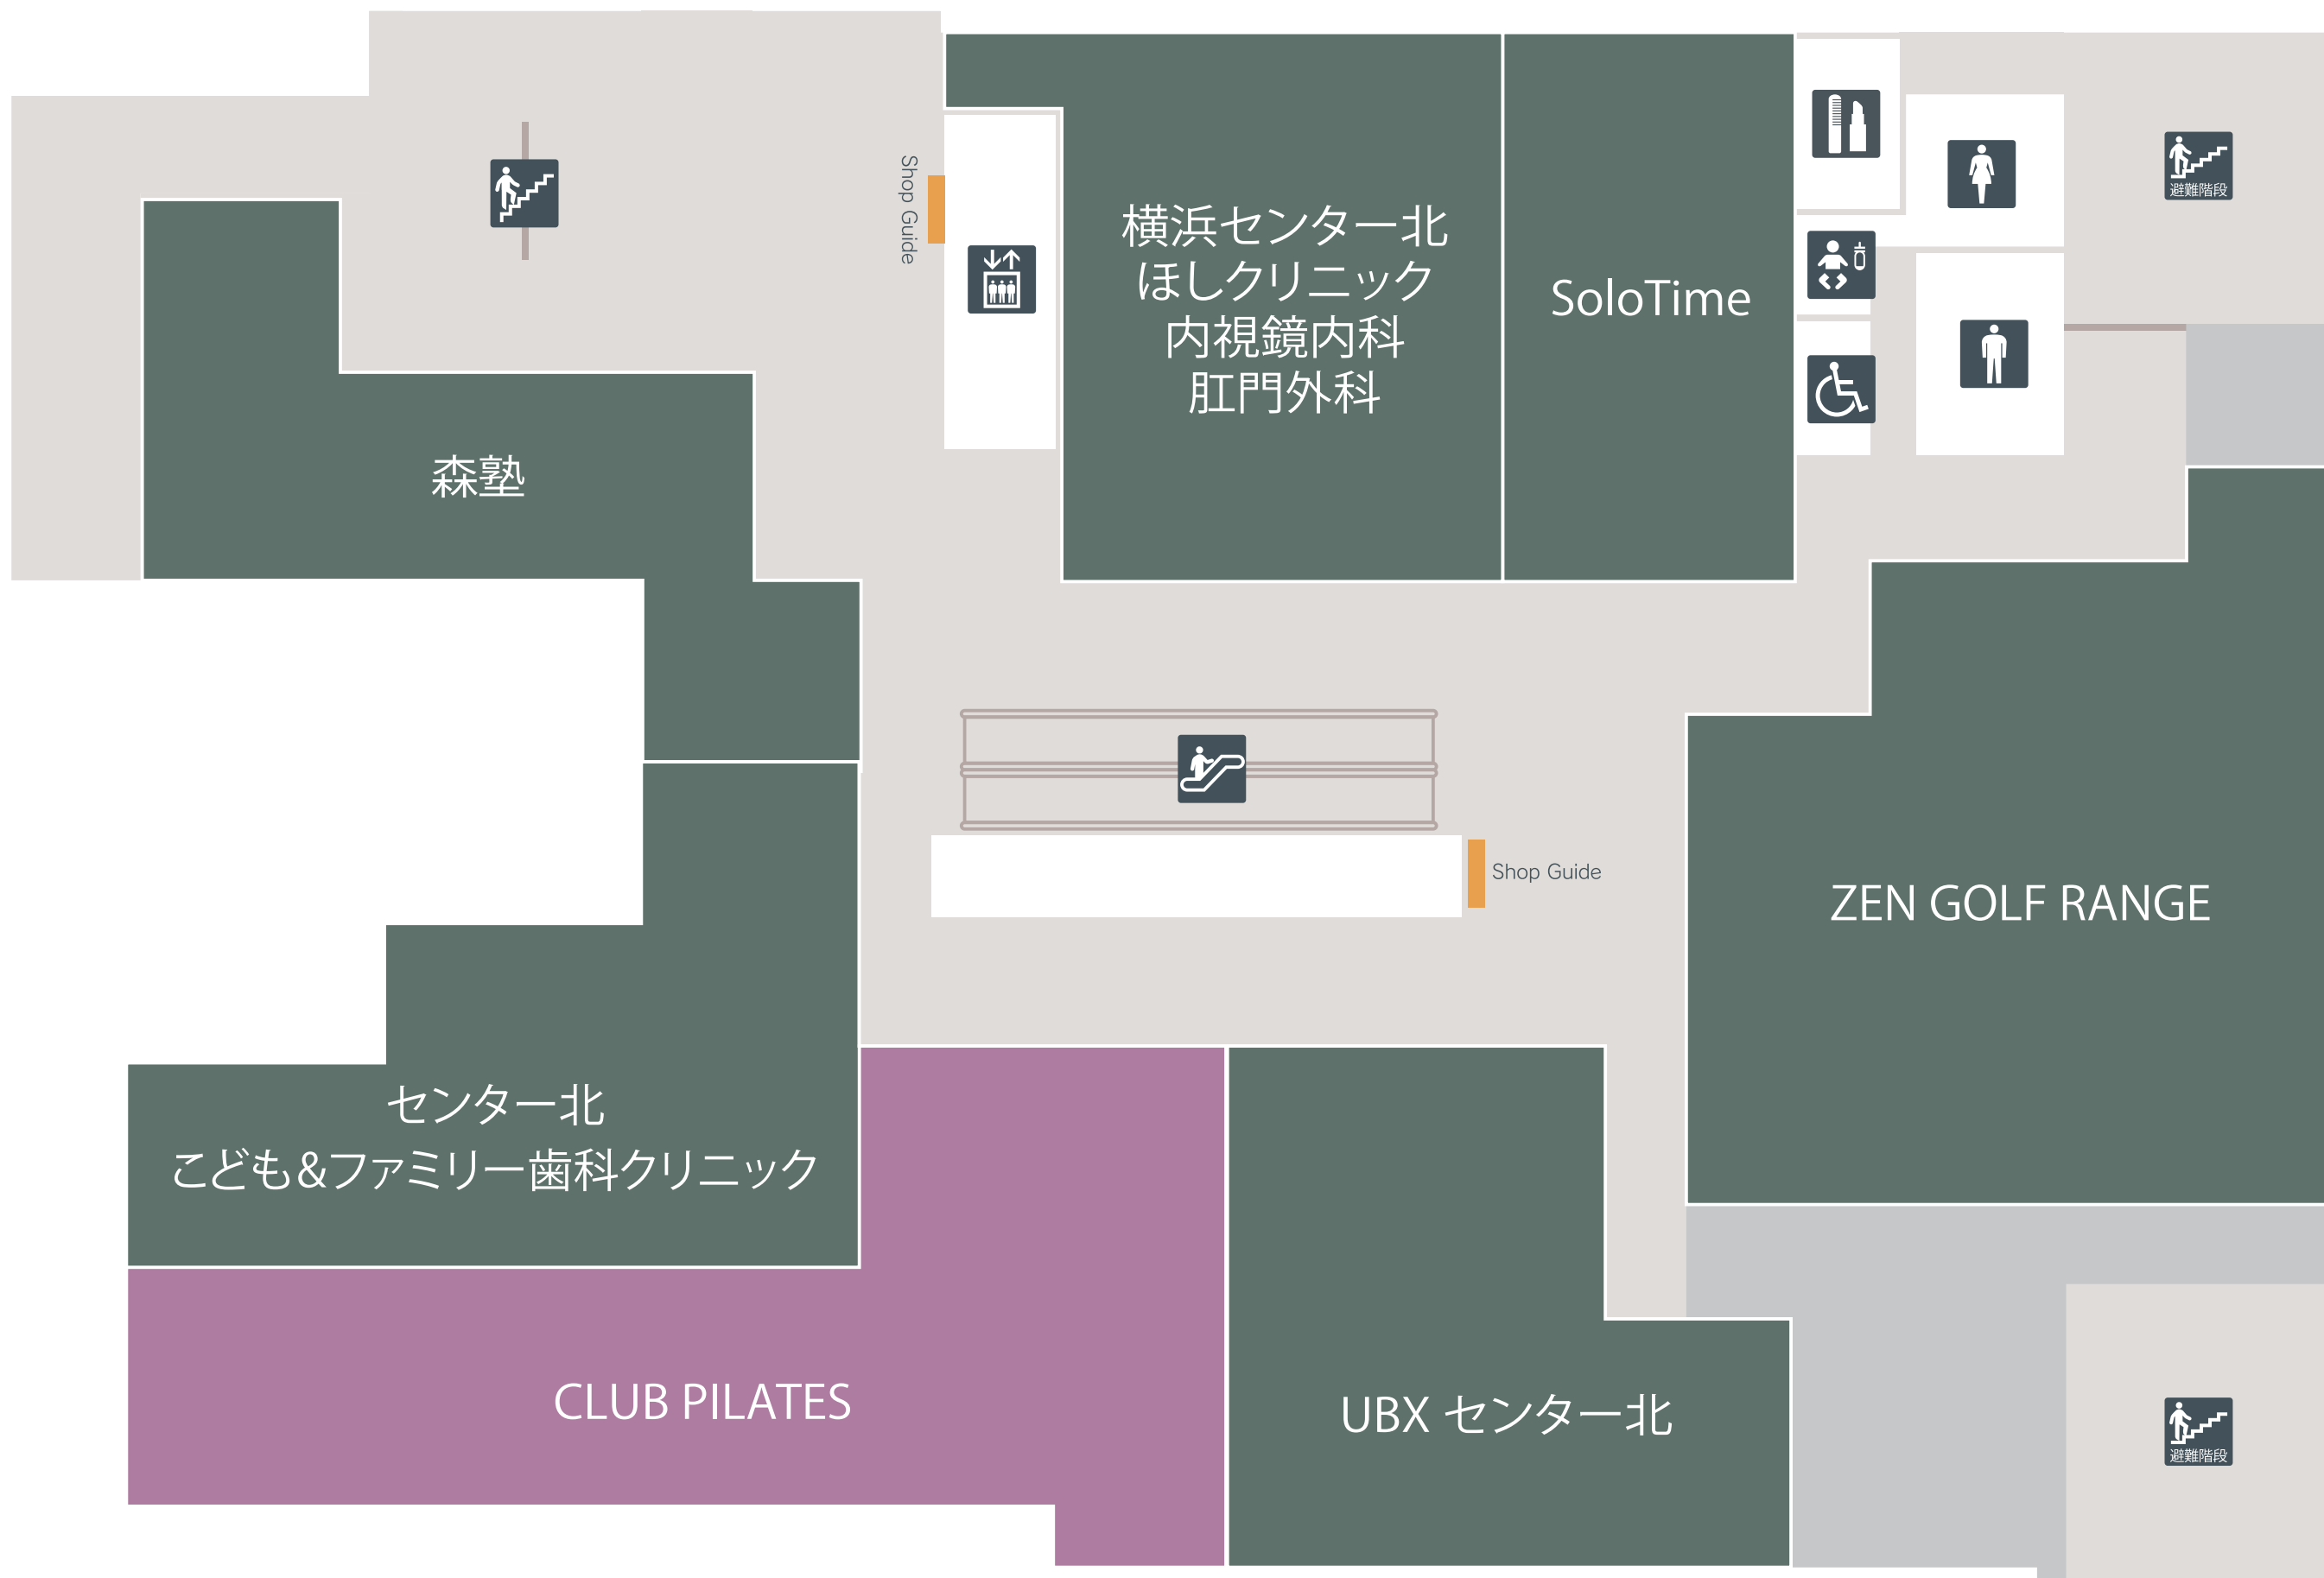 避難階段
Shop Guide
横浜センター北
ほしクリニック
内視鏡内科
肛門外科
SoloTime
森塾
Shop Guide
ZEN GOLF RANGE
センター北
こども&ファミリー歯科クリニック
CLUB PILATES
UBX センター北
避難階段